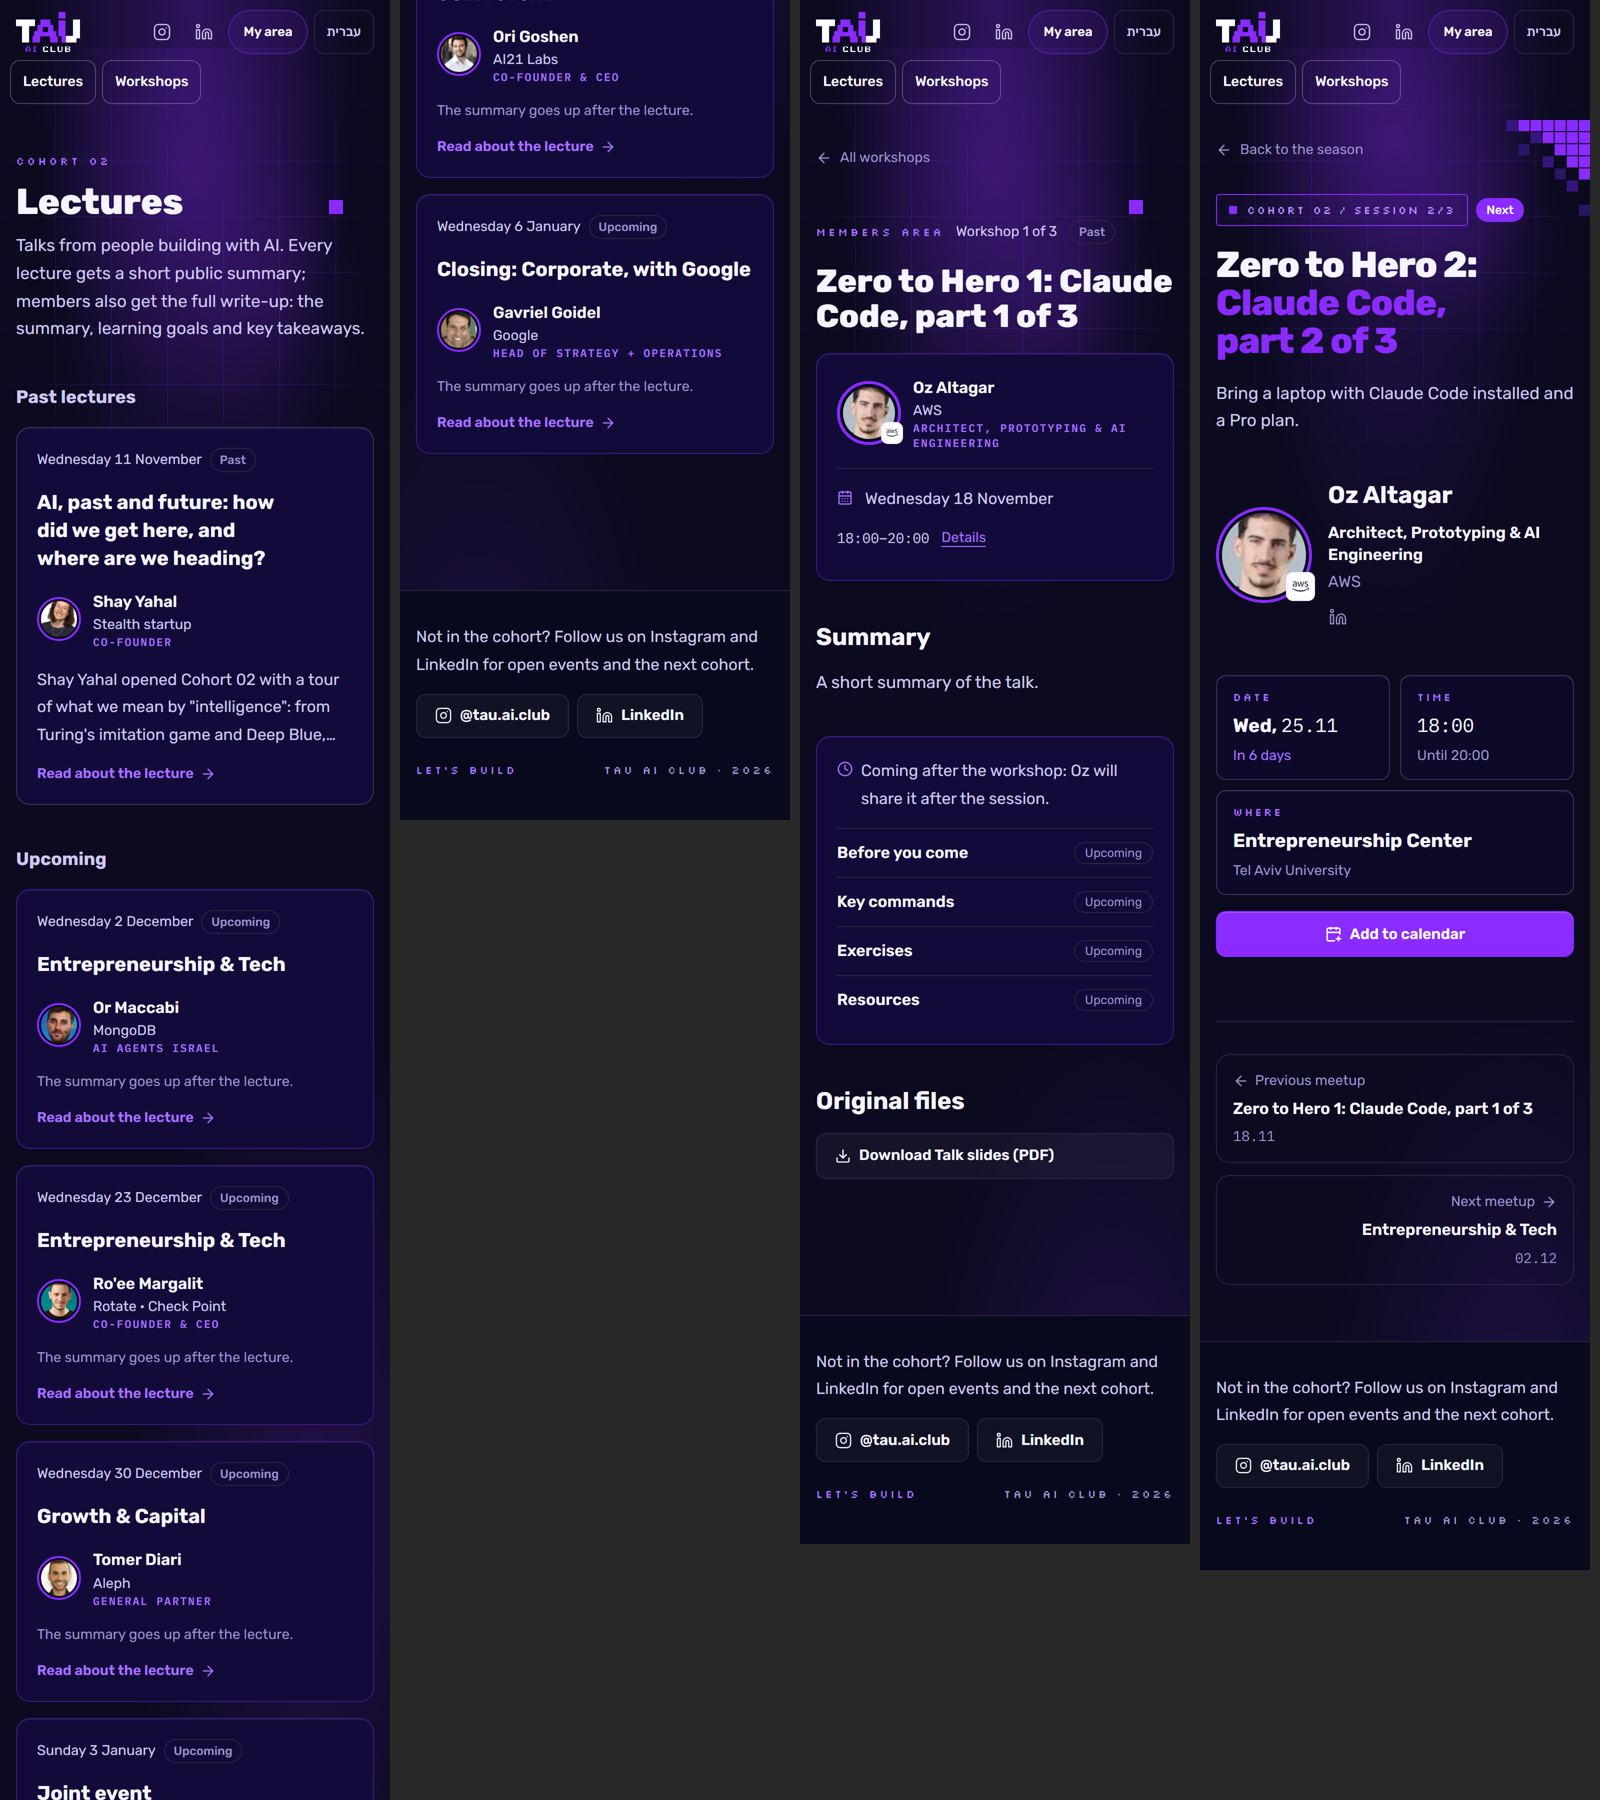 TAU
AI CLUB
My area
עברית
Lectures
Workshops
COHORT 02
Lectures
Talks from people building with AI. Every
lecture gets a short public summary;
members also get the full write-up: the
summary, learning goals and key takeaways.
Past lectures
Wednesday 11 November
Past
AI, past and future: how
did we get here, and
where are we heading?
Shay Yahal
Stealth startup
CO-FOUNDER
Shay Yahal opened Cohort 02 with a tour
of what we mean by "intelligence": from
Turing's imitation game and Deep Blue,…
Read about the lecture
Upcoming
Wednesday 2 December
Upcoming
Entrepreneurship & Tech
Or Maccabi
MongoDB
AI AGENTS ISRAEL
The summary goes up after the lecture.
Read about the lecture
Wednesday 23 December
Upcoming
Entrepreneurship & Tech
Ro'ee Margalit
Rotate • Check Point
CO-FOUNDER & CEO
The summary goes up after the lecture.
Read about the lecture
Wednesday 30 December
Upcoming
Growth & Capital
Tomer Diari
Aleph
GENERAL PARTNER
The summary goes up after the lecture.
Read about the lecture
Sunday 3 January
Upcoming
Joint event
Ori Goshen
AI21 Labs
CO-FOUNDER & CEO
The summary goes up after the lecture.
Read about the lecture
Wednesday 6 January
Upcoming
Closing: Corporate, with Google
Gavriel Goidel
Google
HEAD OF STRATEGY + OPERATIONS
The summary goes up after the lecture.
Read about the lecture
Not in the cohort? Follow us on Instagram and
LinkedIn for open events and the next cohort.
@tau.ai.club
LinkedIn
LET'S BUILD
TAU AI CLUB · 2026
TAU
AI CLUB
My area
עברית
Lectures
Workshops
All workshops
MEMBERS AREA
Workshop 1 of 3
Past
Zero to Hero 1: Claude
Code, part 1 of 3
Oz Altagar
AWS
ARCHITECT, PROTOTYPING & AI
ENGINEERING
aws
Wednesday 18 November
18:00–20:00
Details
Summary
A short summary of the talk.
Coming after the workshop: Oz will
share it after the session.
Before you come
Upcoming
Key commands
Upcoming
Exercises
Upcoming
Resources
Upcoming
Original files
Download Talk slides (PDF)
Not in the cohort? Follow us on Instagram and
LinkedIn for open events and the next cohort.
@tau.ai.club
LinkedIn
LET'S BUILD
TAU AI CLUB · 2026
TAU
AI CLUB
My area
עברית
Lectures
Workshops
Back to the season
COHORT 02 / SESSION 2/3
Next
Zero to Hero 2:
Claude Code,
part 2 of 3
Bring a laptop with Claude Code installed and
a Pro plan.
Oz Altagar
Architect, Prototyping & AI
Engineering
AWS
aws
DATE
Wed, 25.11
In 6 days
TIME
18:00
Until 20:00
WHERE
Entrepreneurship Center
Tel Aviv University
Add to calendar
Previous meetup
Zero to Hero 1: Claude Code, part 1 of 3
18.11
Next meetup
Entrepreneurship & Tech
02.12
Not in the cohort? Follow us on Instagram and
LinkedIn for open events and the next cohort.
@tau.ai.club
LinkedIn
LET'S BUILD
TAU AI CLUB · 2026